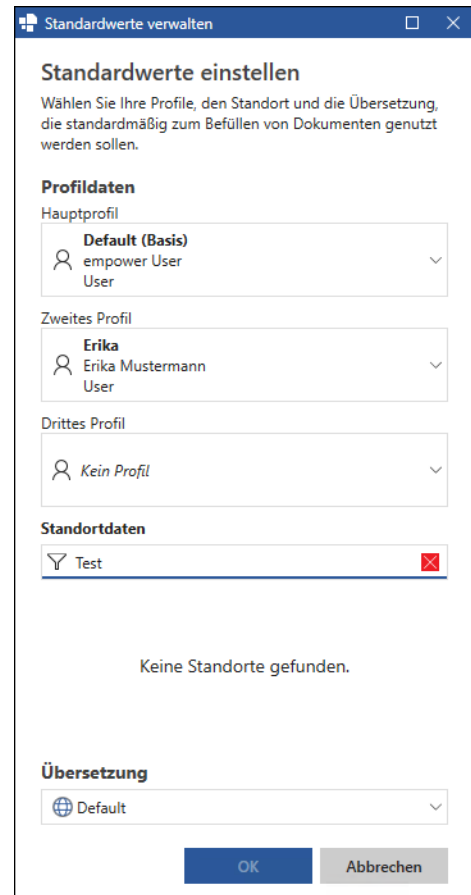 Standardwerte verwalten
Standardwerte einstellen
Wählen Sie Ihre Profile, den Standort und die Übersetzung,
die standardmäßig zum Befüllen von Dokumenten genutzt
werden sollen.
Profildaten
Hauptprofil
Default (Basis)
empower User
User
Zweites Profil
Erika
Erika Mustermann
User
Drittes Profil
Kein Profil
Standortdaten
Test
Keine Standorte gefunden.
Übersetzung
Default
OK
Abbrechen